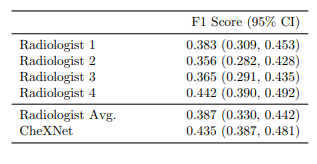 F1 Score (95% CI)
Radiologist 1 0.383 (0.309, 0.453)
Radiologist 2 0.356 (0.282, 0.428)
Radiologist 3 0.365 (0.291, 0.435)
Radiologist 4 0.442 (0.390, 0.492)
Radiologist Avg. 0.387 (0.330, 0.442)
CheXNet 0.435 (0.387, 0.481)